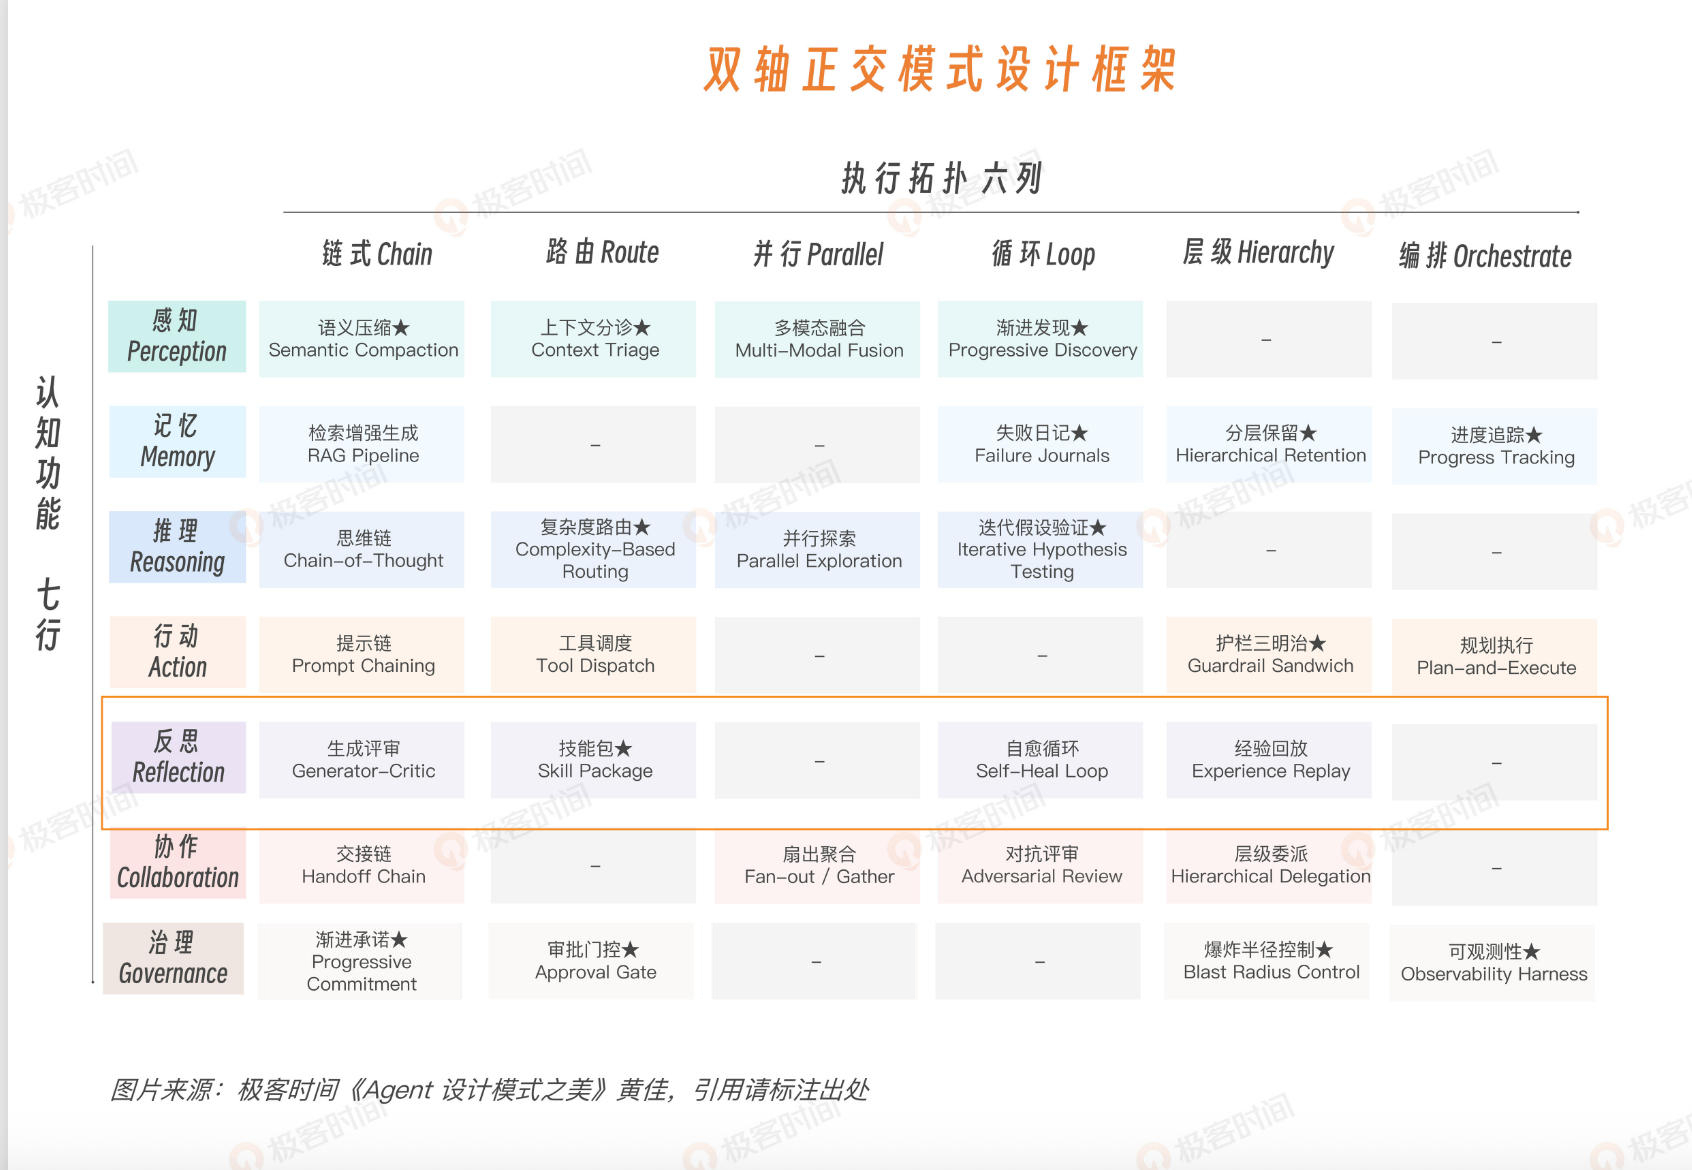 双轴正交模式设计框架
执行拓扑 六列
链式 Chain
路由 Route
并行 Parallel
循环 Loop
层级 Hierarchy
编排 Orchestrate
认知功能 七行
感知
Perception
语义压缩★
Semantic Compaction
上下文分诊★
Context Triage
多模态融合
Multi-Modal Fusion
渐进发现★
Progressive Discovery
–
–
记忆
Memory
检索增强生成
RAG Pipeline
–
–
失败日记★
Failure Journals
分层保留★
Hierarchical Retention
进度追踪★
Progress Tracking
推理
Reasoning
思维链
Chain-of-Thought
复杂度路由★
Complexity-Based
Routing
并行探索
Parallel Exploration
迭代假设验证★
Iterative Hypothesis
Testing
–
–
行动
Action
提示链
Prompt Chaining
工具调度
Tool Dispatch
–
–
护栏三明治★
Guardrail Sandwich
规划执行
Plan-and-Execute
反思
Reflection
生成评审
Generator-Critic
技能包★
Skill Package
–
自愈循环
Self-Heal Loop
经验回放
Experience Replay
–
协作
Collaboration
交接链
Handoff Chain
–
扇出聚合
Fan-out / Gather
对抗评审
Adversarial Review
层级委派
Hierarchical Delegation
–
治理
Governance
渐进承诺★
Progressive
Commitment
审批门控★
Approval Gate
–
–
爆炸半径控制★
Blast Radius Control
可观测性★
Observability Harness
图片来源：极客时间《Agent 设计模式之美》黄佳，引用请标注出处
极客时间